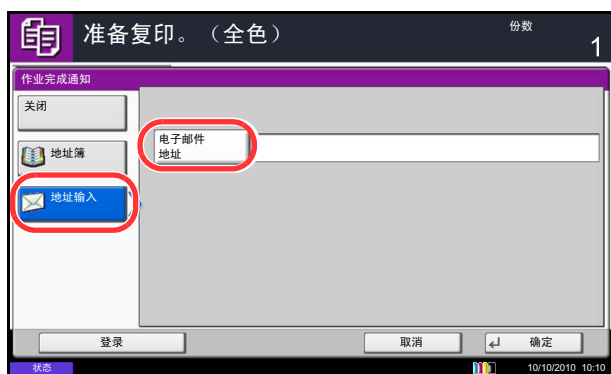 准备复印。（全色）
份数
1
作业完成通知
关闭
地址簿
地址输入
电子邮件
地址
登录
取消
确定
状态
10/10/2010 10:10